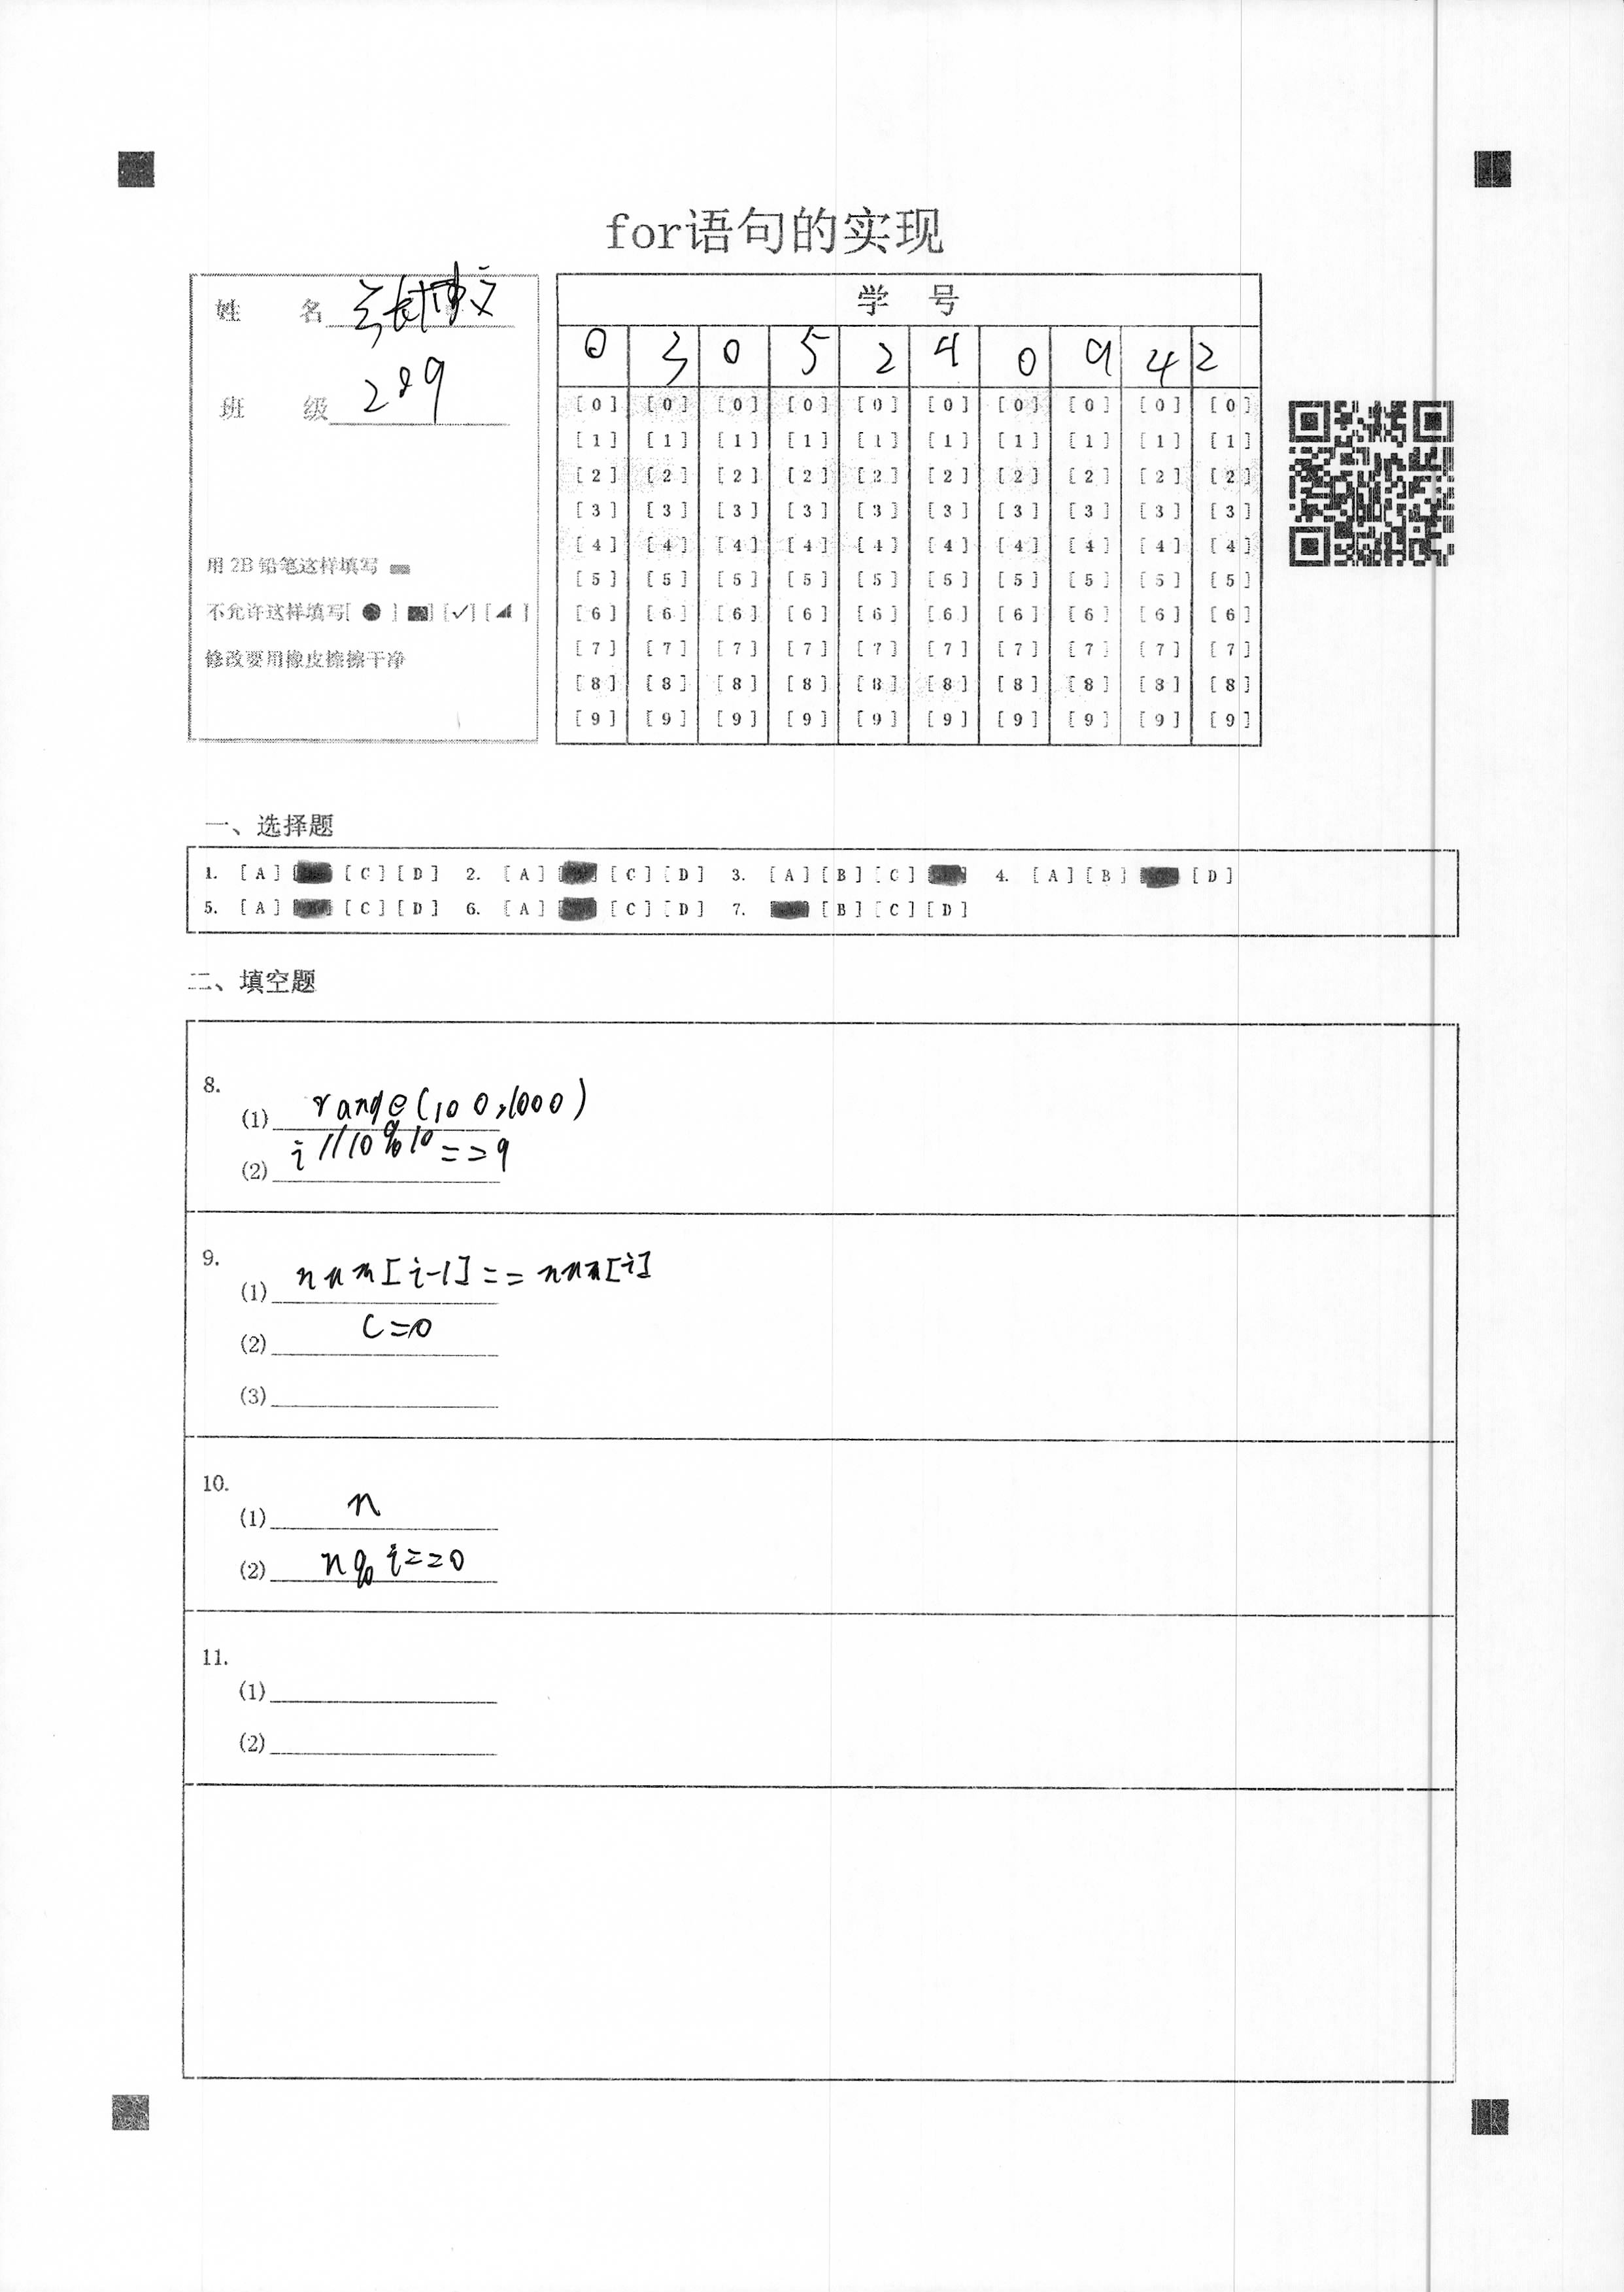 for语句的实现
姓 名 博文
班 级 209
用 2B 铅笔这样填写
不允许这样填写[ ● ] [■] [✓] [◢ ]
修改要用橡皮擦擦干净
学 号
0 3 0 5 2 4 0 9 4 2
[0] [0] [0] [0] [0] [0] [0] [0] [0] [0]
[1] [1] [1] [1] [1] [1] [1] [1] [1] [1]
[2] [2] [2] [2] [2] [2] [2] [2] [2] [2]
[3] [3] [3] [3] [3] [3] [3] [3] [3] [3]
[4] [4] [4] [4] [4] [4] [4] [4] [4] [4]
[5] [5] [5] [5] [5] [5] [5] [5] [5] [5]
[6] [6] [6] [6] [6] [6] [6] [6] [6] [6]
[7] [7] [7] [7] [7] [7] [7] [7] [7] [7]
[8] [8] [8] [8] [8] [8] [8] [8] [8] [8]
[9] [9] [9] [9] [9] [9] [9] [9] [9] [9]
一、选择题
1. [A] [C] [D] 2. [A] [C] [D] 3. [A] [B] [C] 4. [A] [B] [D]
5. [A] [C] [D] 6. [A] [C] [D] 7. [B] [C] [D]
二、填空题
8.
(1) range(100,1000)
(2) i//10%10==9
9.
(1) num[i-1]==num[i]
(2) c=0
(3)
10.
(1) n
(2) n%i==0
11.
(1)
(2)